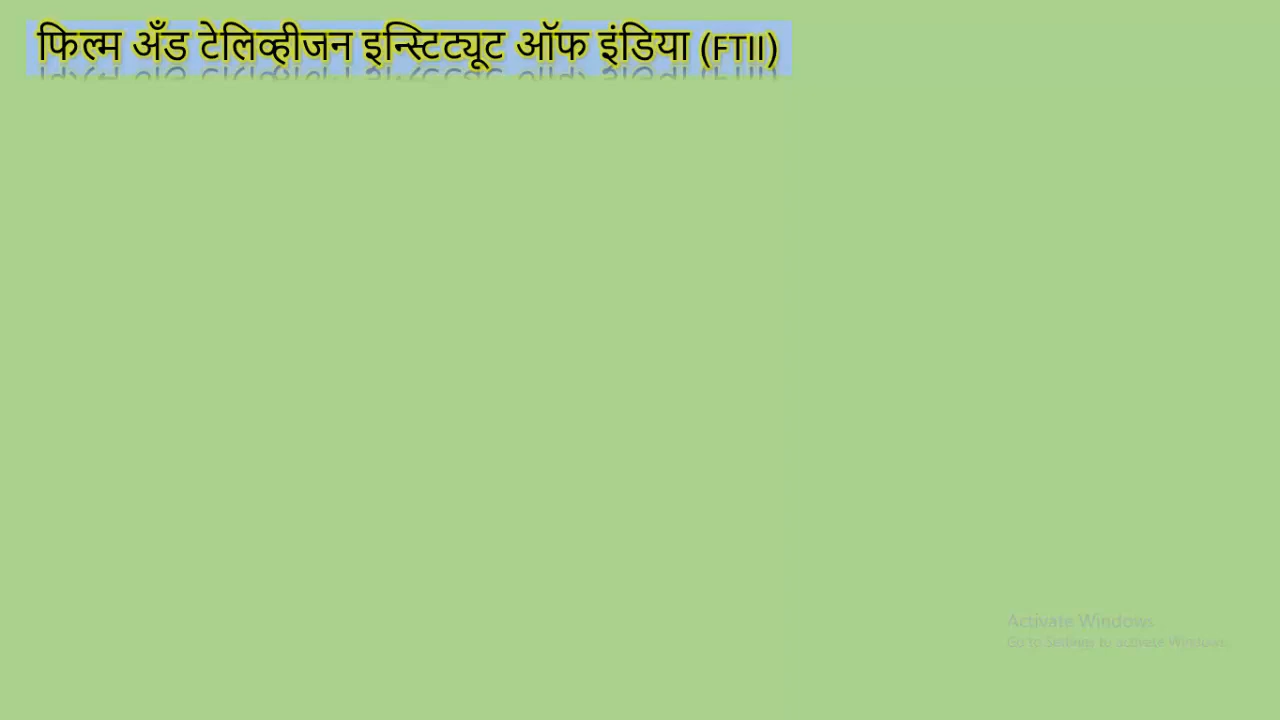 फिल्म अँड टेलिव्हीजन इन्स्टिट्यूट ऑफ इंडिया (FTII)
Activate Windows
Go to Settings to activate Windows.